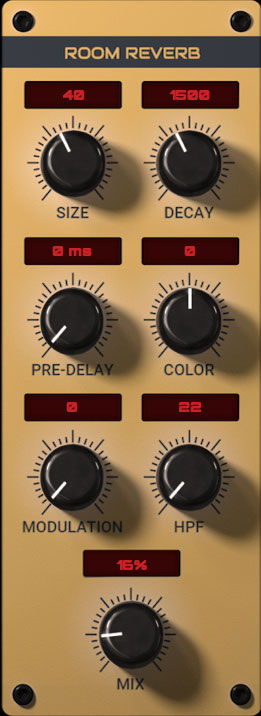 ROOM REVERB
40 1500
SIZE DECAY
0 ms 0
PRE-DELAY COLOR
0 22
MODULATION HPF
16%
MIX